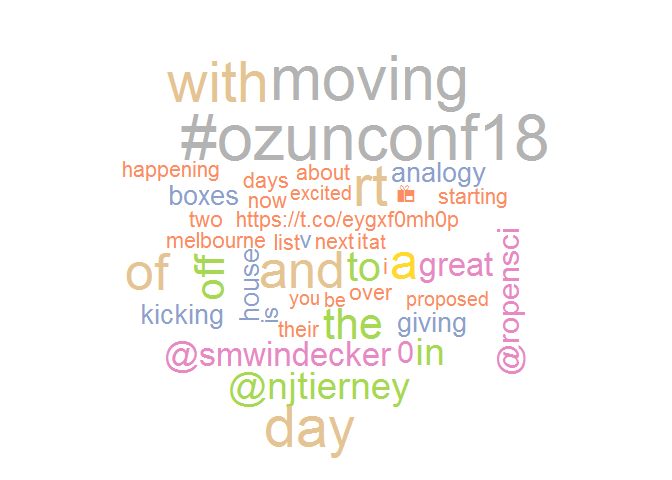 with moving
#ozunconf18
happening days about rt analogy
boxes now excited 🎁 starting
two https://t.co/eygxf0mh0p
melbourne list v next itat
of off house and to i a great @ropensci
you be over proposed
kicking is their the giving
@smwindecker 0 in
@njtierney
day